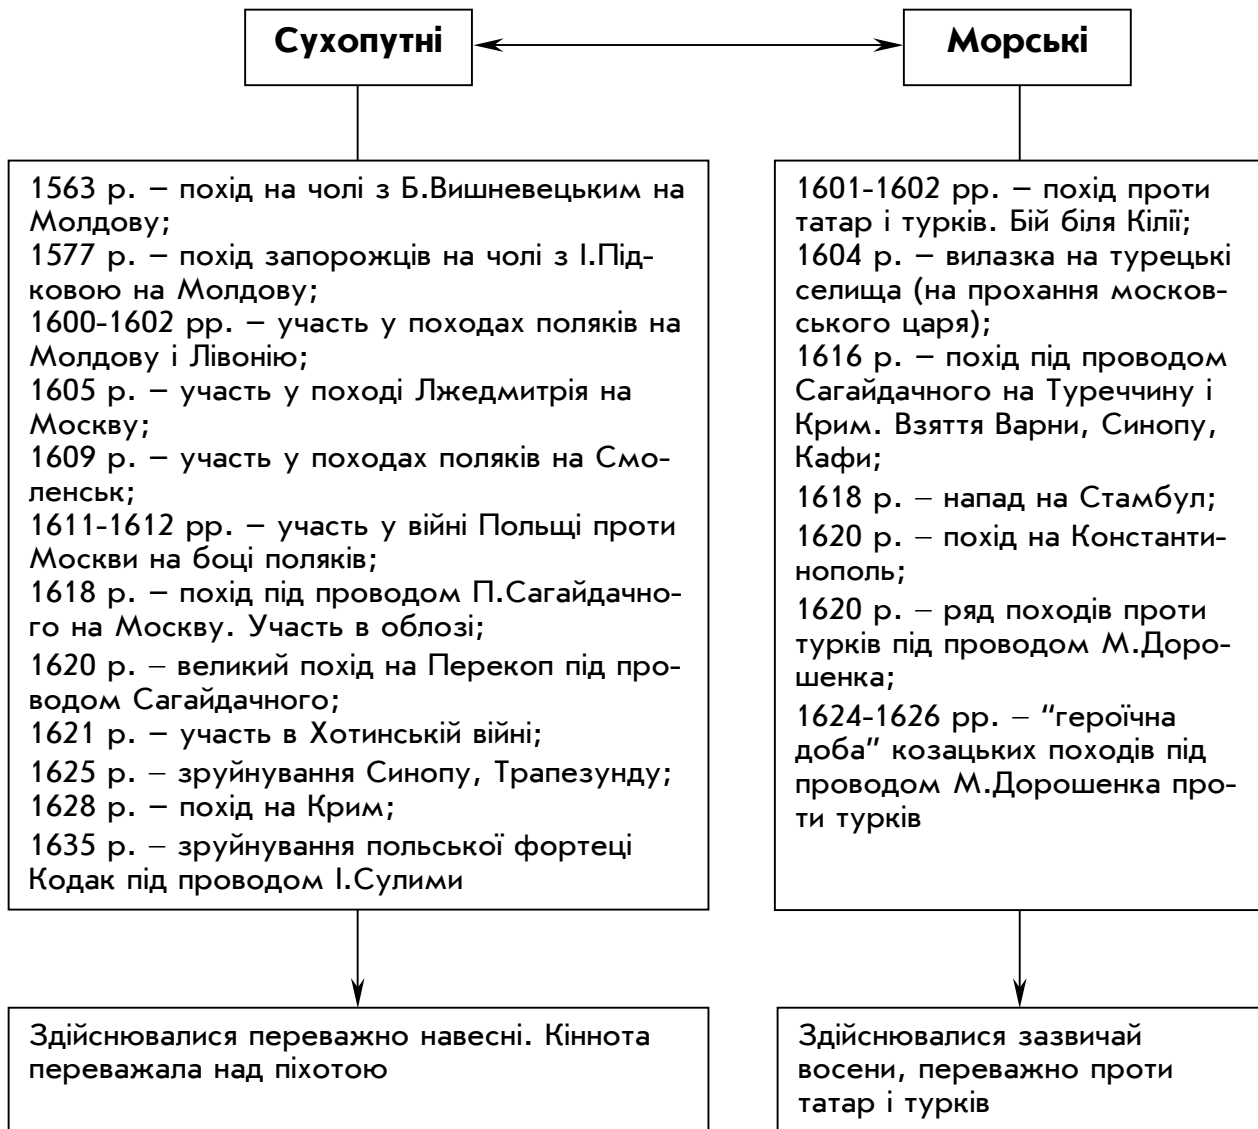 Сухопутні
Морські
1563 р. – похід на чолі з Б.Вишневецьким на
Молдову;
1577 р. – похід запорожців на чолі з І.Під-
ковою на Молдову;
1600-1602 рр. – участь у походах поляків на
Молдову і Лівонію;
1605 р. – участь у поході Лжедмитрія на
Москву;
1609 р. – участь у походах поляків на Смо-
ленськ;
1611-1612 рр. – участь у війні Польщі проти
Москви на боці поляків;
1618 р. – похід під проводом П.Сагайдачно-
го на Москву. Участь в облозі;
1620 р. – великий похід на Перекоп під про-
водом Сагайдачного;
1621 р. – участь в Хотинській війні;
1625 р. – зруйнування Синопу, Трапезунду;
1628 р. – похід на Крим;
1635 р. – зруйнування польської фортеці
Кодак під проводом І.Сулими
1601-1602 рр. – похід проти
татар і турків. Бій біля Кілії;
1604 р. – вилазка на турецькі
селища (на прохання москов-
ського царя);
1616 р. – похід під проводом
Сагайдачного на Туреччину і
Крим. Взяття Варни, Синопу,
Кафи;
1618 р. – напад на Стамбул;
1620 р. – похід на Константи-
нополь;
1620 р. – ряд походів проти
турків під проводом М.Доро-
шенка;
1624-1626 рр. – “героїчна
доба” козацьких походів під
проводом М.Дорошенка про-
ти турків
Здійснювалися переважно навесні. Кіннота
переважала над піхотою
Здійснювалися зазвичай
восени, переважно проти
татар і турків